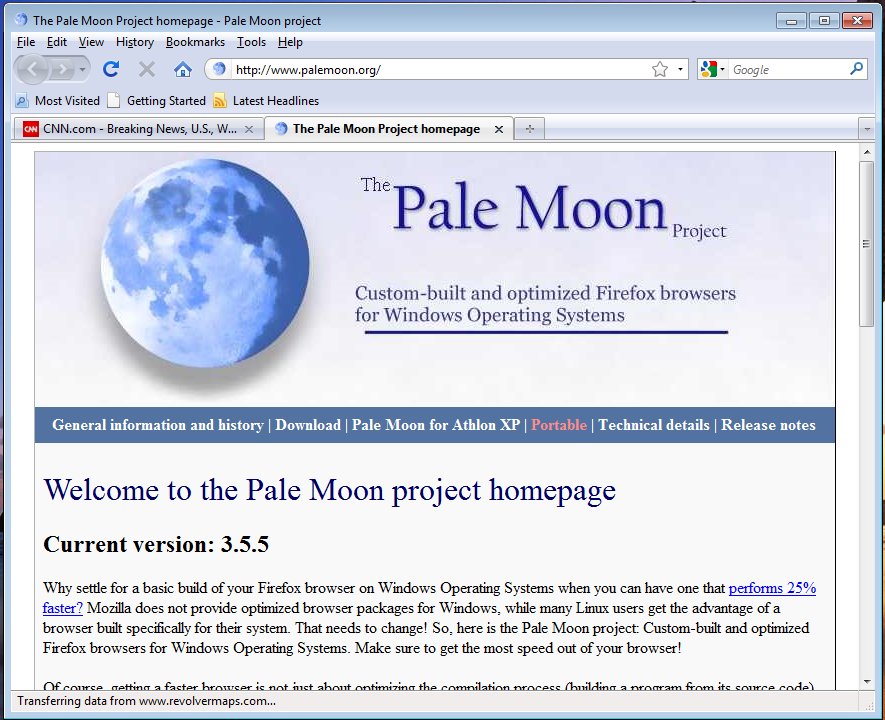 The Pale Moon Project homepage - Pale Moon project
File Edit View History Bookmarks Tools Help
http://www.palemoon.org/ Google
Most Visited Getting Started Latest Headlines
CNN CNN.com - Breaking News, U.S., W... The Pale Moon Project homepage
The Pale Moon Project
Custom-built and optimized Firefox browsers
for Windows Operating Systems
General information and history | Download | Pale Moon for Athlon XP | Portable | Technical details | Release notes
Welcome to the Pale Moon project homepage
Current version: 3.5.5
Why settle for a basic build of your Firefox browser on Windows Operating Systems when you can have one that performs 25%
faster? Mozilla does not provide optimized browser packages for Windows, while many Linux users get the advantage of a
browser built specifically for their system. That needs to change! So, here is the Pale Moon project: Custom-built and optimized
Firefox browsers for Windows Operating Systems. Make sure to get the most speed out of your browser!
Of course, getting a faster browser is not just about optimizing the compilation process (building a program from its source code)
Transferring data from www.revolvermaps.com...